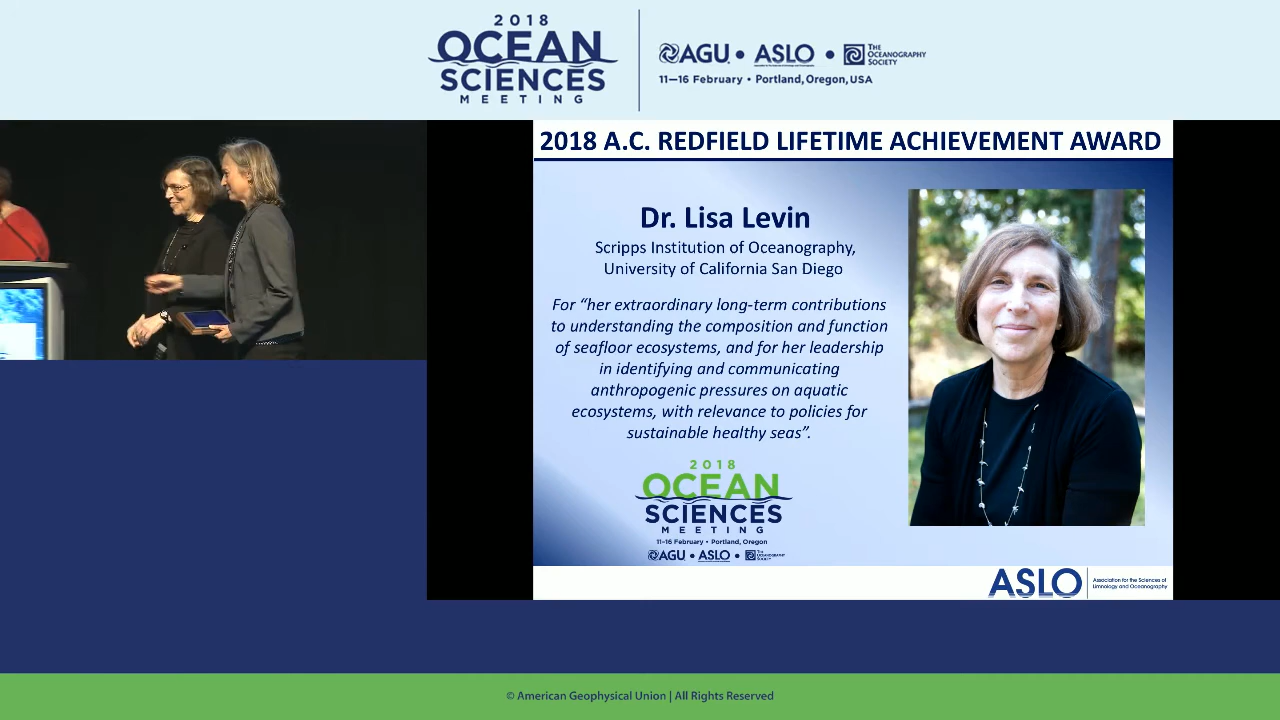 2018
OCEAN
SCIENCES
MEETING
AGU • ASLO • THE OCEANOGRAPHY SOCIETY
11–16 February • Portland, Oregon, USA
2018 A.C. REDFIELD LIFETIME ACHIEVEMENT AWARD
Dr. Lisa Levin
Scripps Institution of Oceanography,
University of California San Diego
For “her extraordinary long-term contributions
to understanding the composition and function
of seafloor ecosystems, and for her leadership
in identifying and communicating
anthropogenic pressures on aquatic
ecosystems, with relevance to policies for
sustainable healthy seas”.
2018
OCEAN
SCIENCES
MEETING
11–16 February • Portland, Oregon
AGU • ASLO • THE OCEANOGRAPHY SOCIETY
ASLO
Association for the Sciences of
Limnology and Oceanography
© American Geophysical Union | All Rights Reserved